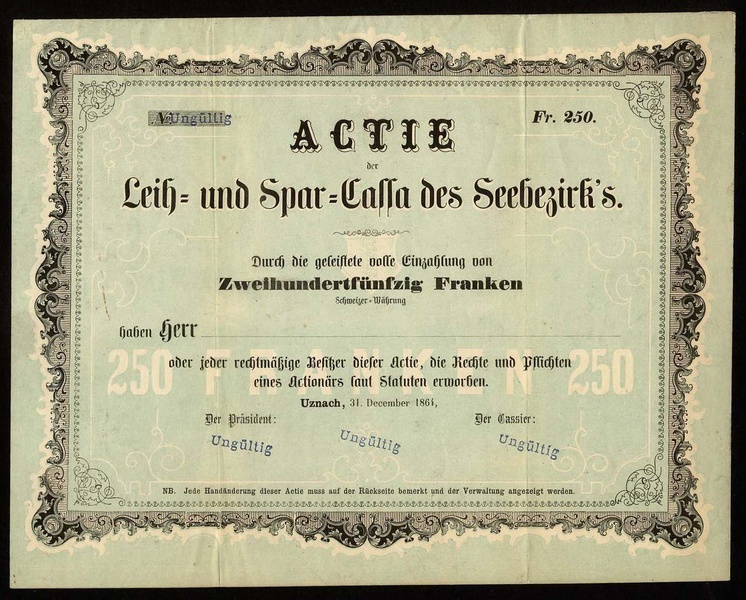 № Ungültig
Fr. 250.
ACTIE
der
Leih- und Spar-Cassa des Seebezirk's.
Durch die geleistete volle Einzahlung von
Zweihundertfünfzig Franken
Schweizer-Währung
haben Herr
250 FRANKEN 250
oder jeder rechtmäßige Besitzer dieser Actie, die Rechte und Pflichten
eines Actionärs laut Statuten erworben.
Uznach, 31. December 1864,
Der Präsident: Der Cassier:
Ungültig Ungültig Ungültig
NB. Jede Handänderung dieser Actie muss auf der Rückseite bemerkt und der Verwaltung angezeigt werden.